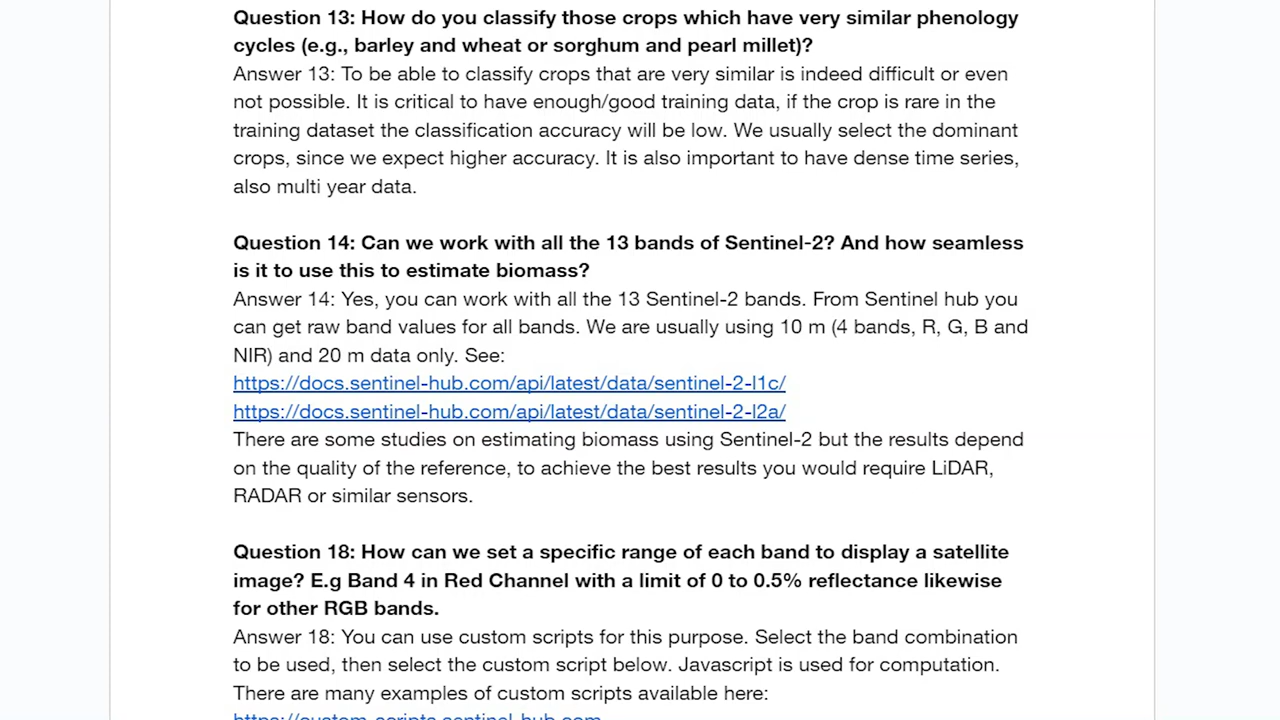 Question 13: How do you classify those crops which have very similar phenology
cycles (e.g., barley and wheat or sorghum and pearl millet)?
Answer 13: To be able to classify crops that are very similar is indeed difficult or even
not possible. It is critical to have enough/good training data, if the crop is rare in the
training dataset the classification accuracy will be low. We usually select the dominant
crops, since we expect higher accuracy. It is also important to have dense time series,
also multi year data.
Question 14: Can we work with all the 13 bands of Sentinel-2? And how seamless
is it to use this to estimate biomass?
Answer 14: Yes, you can work with all the 13 Sentinel-2 bands. From Sentinel hub you
can get raw band values for all bands. We are usually using 10 m (4 bands, R, G, B and
NIR) and 20 m data only. See:
https://docs.sentinel-hub.com/api/latest/data/sentinel-2-l1c/
https://docs.sentinel-hub.com/api/latest/data/sentinel-2-l2a/
There are some studies on estimating biomass using Sentinel-2 but the results depend
on the quality of the reference, to achieve the best results you would require LiDAR,
RADAR or similar sensors.
Question 18: How can we set a specific range of each band to display a satellite
image? E.g Band 4 in Red Channel with a limit of 0 to 0.5% reflectance likewise
for other RGB bands.
Answer 18: You can use custom scripts for this purpose. Select the band combination
to be used, then select the custom script below. Javascript is used for computation.
There are many examples of custom scripts available here:
https://custom-scripts.sentinel-hub.com